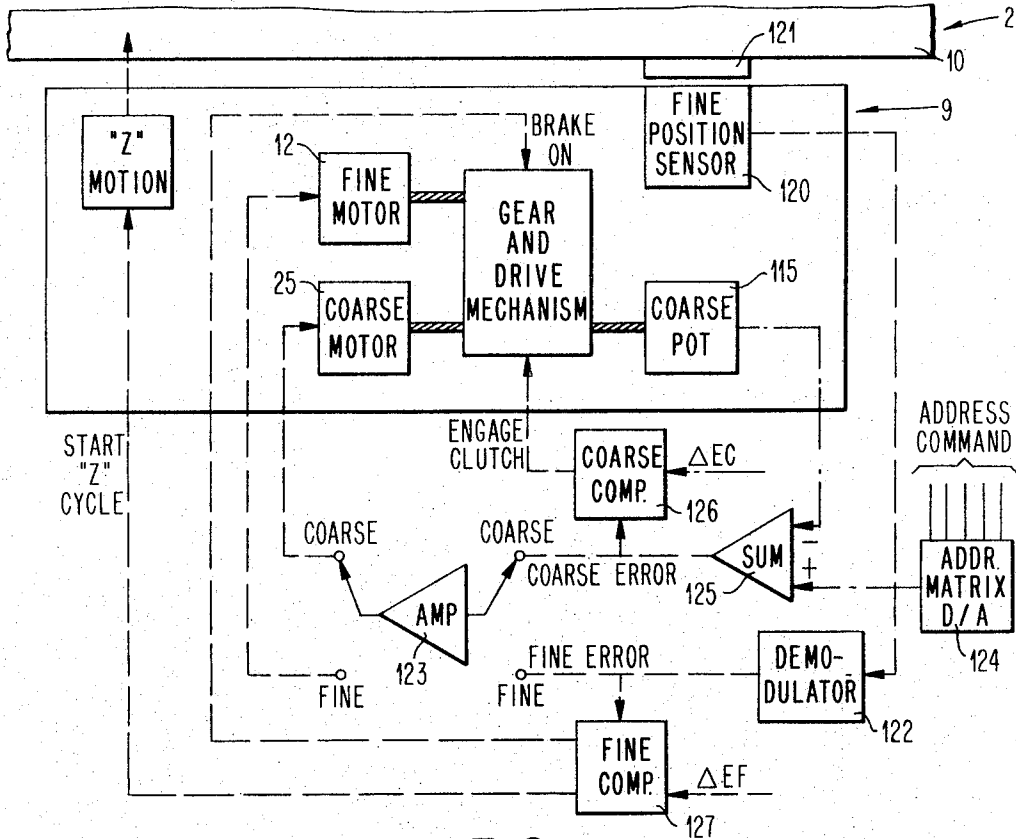 2
121
10
9
"Z"
MOTION
12
FINE
MOTOR
BRAKE
ON
FINE
POSITION
SENSOR
120
GEAR
AND
DRIVE
MECHANISM
25
COARSE
MOTOR
115
COARSE
POT
START
"Z"
CYCLE
ENGAGE
CLUTCH
COARSE
COMP.
126
△EC
ADDRESS
COMMAND
COARSE
COARSE
COARSE ERROR
SUM
−
+
125
ADDR.
MATRIX
D/A
124
AMP
123
FINE
FINE
FINE ERROR
DEMO-
DULATOR
122
FINE
COMP.
127
△EF